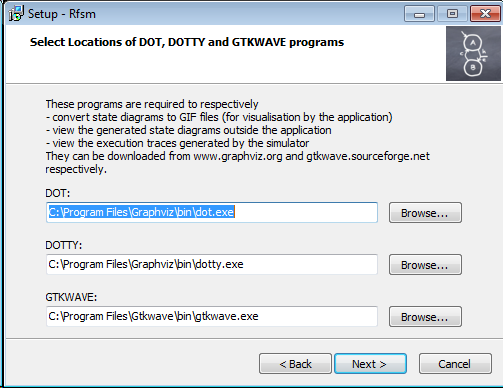 Setup - Rfsm
Select Locations of DOT, DOTTY and GTKWAVE programs
A
B
These programs are required to respectively
- convert state diagrams to GIF files (for visualisation by the application)
- view the generated state diagrams outside the application
- view the execution traces generated by the simulator
They can be downloaded from www.graphviz.org and gtkwave.sourceforge.net
respectively.
DOT:
C:\Program Files\Graphviz\bin\dot.exe
Browse...
DOTTY:
C:\Program Files\Graphviz\bin\dotty.exe
Browse...
GTKWAVE:
C:\Program Files\Gtkwave\bin\gtkwave.exe
Browse...
< Back
Next >
Cancel